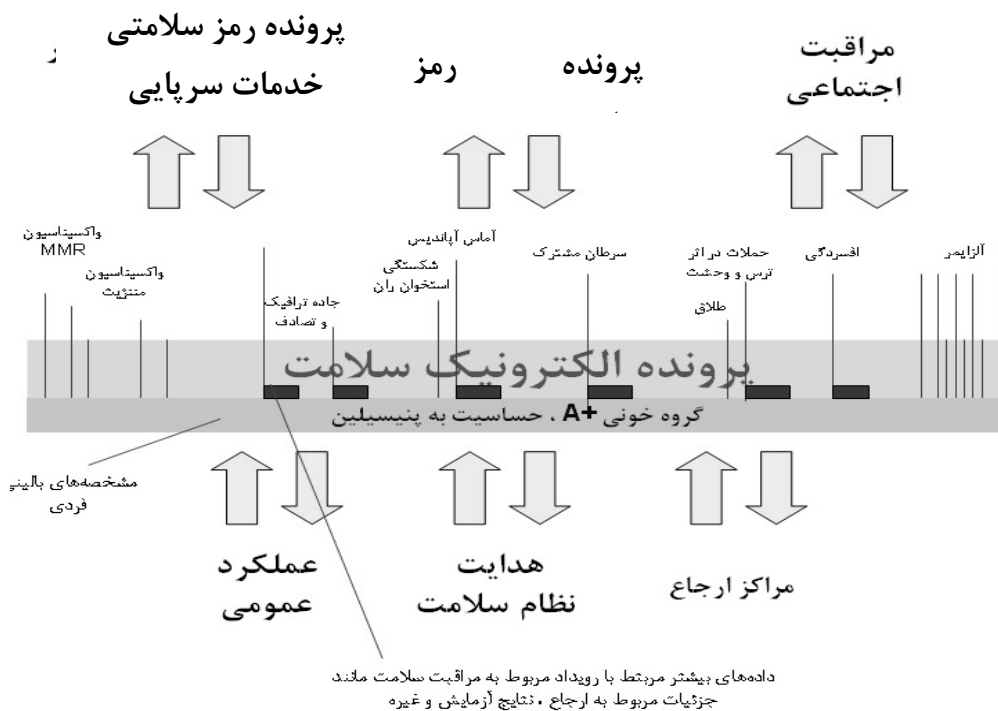 پرونده رمز سلامتی
خدمات سرپایی
پرونده رمز
مراقبت
اجتماعی
واکسیناسیون
MMR
واکسیناسیون
مننژیت
جاده ترافیک
و تصادف
شکستگی
استخوان ران
آماس آپاندیس
سرطان مشترک
حملات در اثر
ترس و وحشت
طلاق
افسردگی
آلزایمر
پرونده الکترونیک سلامت
گروه خونی A+ ، حساسیت به پنیسیلین
مشخصه‌های بالینی
فردی
عملکرد
عمومی
هدایت
نظام سلامت
مراکز ارجاع
داده‌های بیشتر مربتط با رویداد مربوط به مراقبت سلامت مانند
جزئیات مربوط به ارجاع ، نتایج آزمایش و غیره